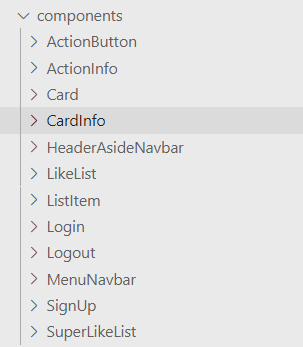 components
ActionButton
ActionInfo
Card
CardInfo
HeaderAsideNavbar
LikeList
ListItem
Login
Logout
MenuNavbar
SignUp
SuperLikeList